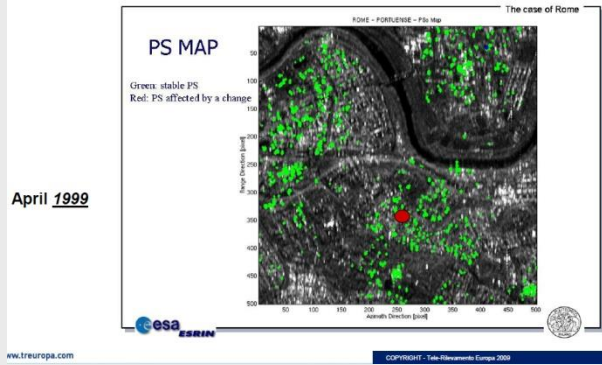 The case of Rome
ROME - PORTUENSE - PSs Map
PS MAP
Green: stable PS
Red: PS affected by a change
April 1999
Range Direction [pixel]
50
100
150
200
250
300
350
400
450
500
50 100 150 200 250 300 350 400 450 500
Azimuth Direction [pixel]
esa ESRIN
ww.treuropa.com
COPYRIGHT - Tele-Rilevamento Europa 2009